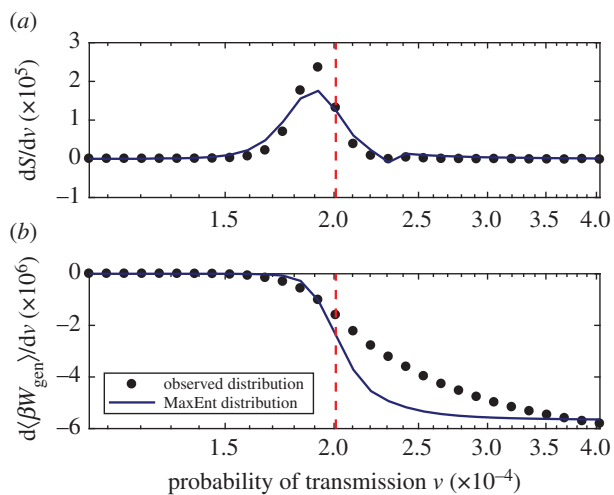 (a)
3
2
1
0
−1
dS/dν (×10⁵)
1.5 2.0 2.5 3.0 3.5 4.0
(b)
0
−2
−4
−6
d⟨βW_gen⟩/dν (×10⁶)
observed distribution
MaxEnt distribution
1.5 2.0 2.5 3.0 3.5 4.0
probability of transmission ν (×10⁻⁴)